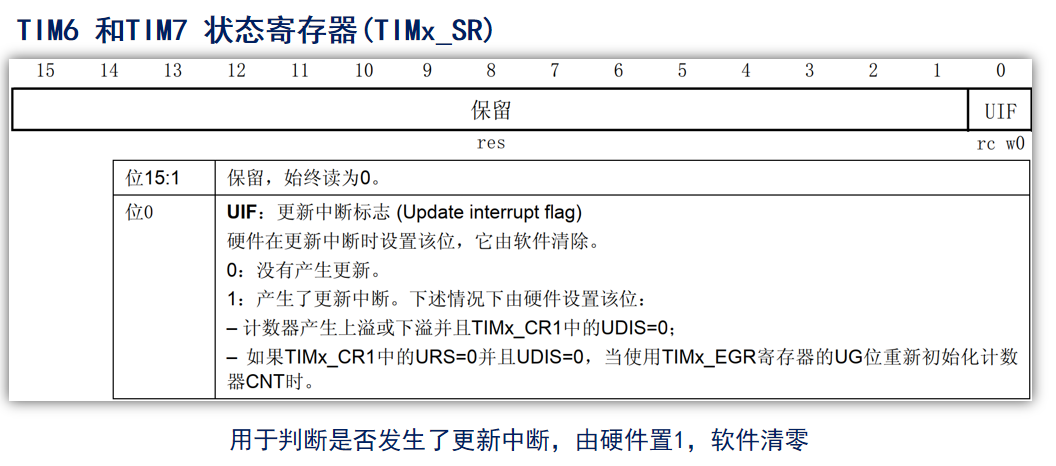 TIM6 和TIM7 状态寄存器(TIMx_SR)
15 14 13 12 11 10 9 8 7 6 5 4 3 2 1 0
保留 UIF
res rc w0
位15:1 保留，始终读为0。
位0 UIF：更新中断标志 (Update interrupt flag)
硬件在更新中断时设置该位，它由软件清除。
0：没有产生更新。
1：产生了更新中断。下述情况下由硬件设置该位：
– 计数器产生上溢或下溢并且TIMx_CR1中的UDIS=0；
– 如果TIMx_CR1中的URS=0并且UDIS=0，当使用TIMx_EGR寄存器的UG位重新初始化计数
器CNT时。
用于判断是否发生了更新中断，由硬件置1，软件清零